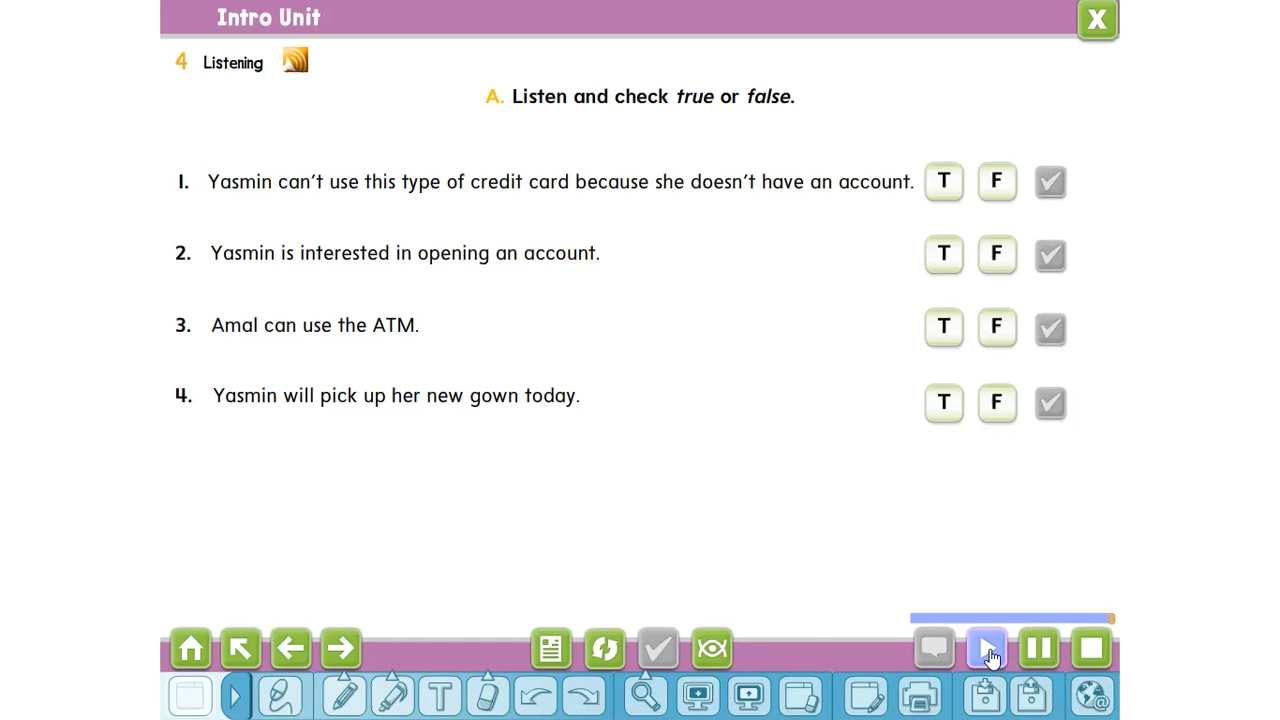 Intro Unit
X
4 Listening
A. Listen and check true or false.
1. Yasmin can't use this type of credit card because she doesn't have an account. T F
2. Yasmin is interested in opening an account. T F
3. Amal can use the ATM. T F
4. Yasmin will pick up her new gown today. T F
T
@